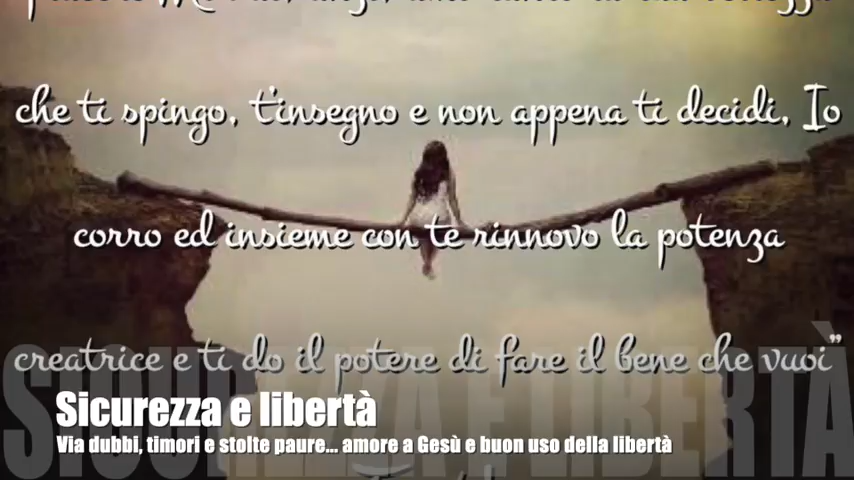 che ti spingo, t'insegno e non appena ti decidi, Io
corro ed insieme con te rinnovo la potenza
creatrice e ti do il potere di fare il bene che vuoi”
SICUREZZA E LIBERTÀ
Sicurezza e libertà
Via dubbi, timori e stolte paure... amore a Gesù e buon uso della libertà